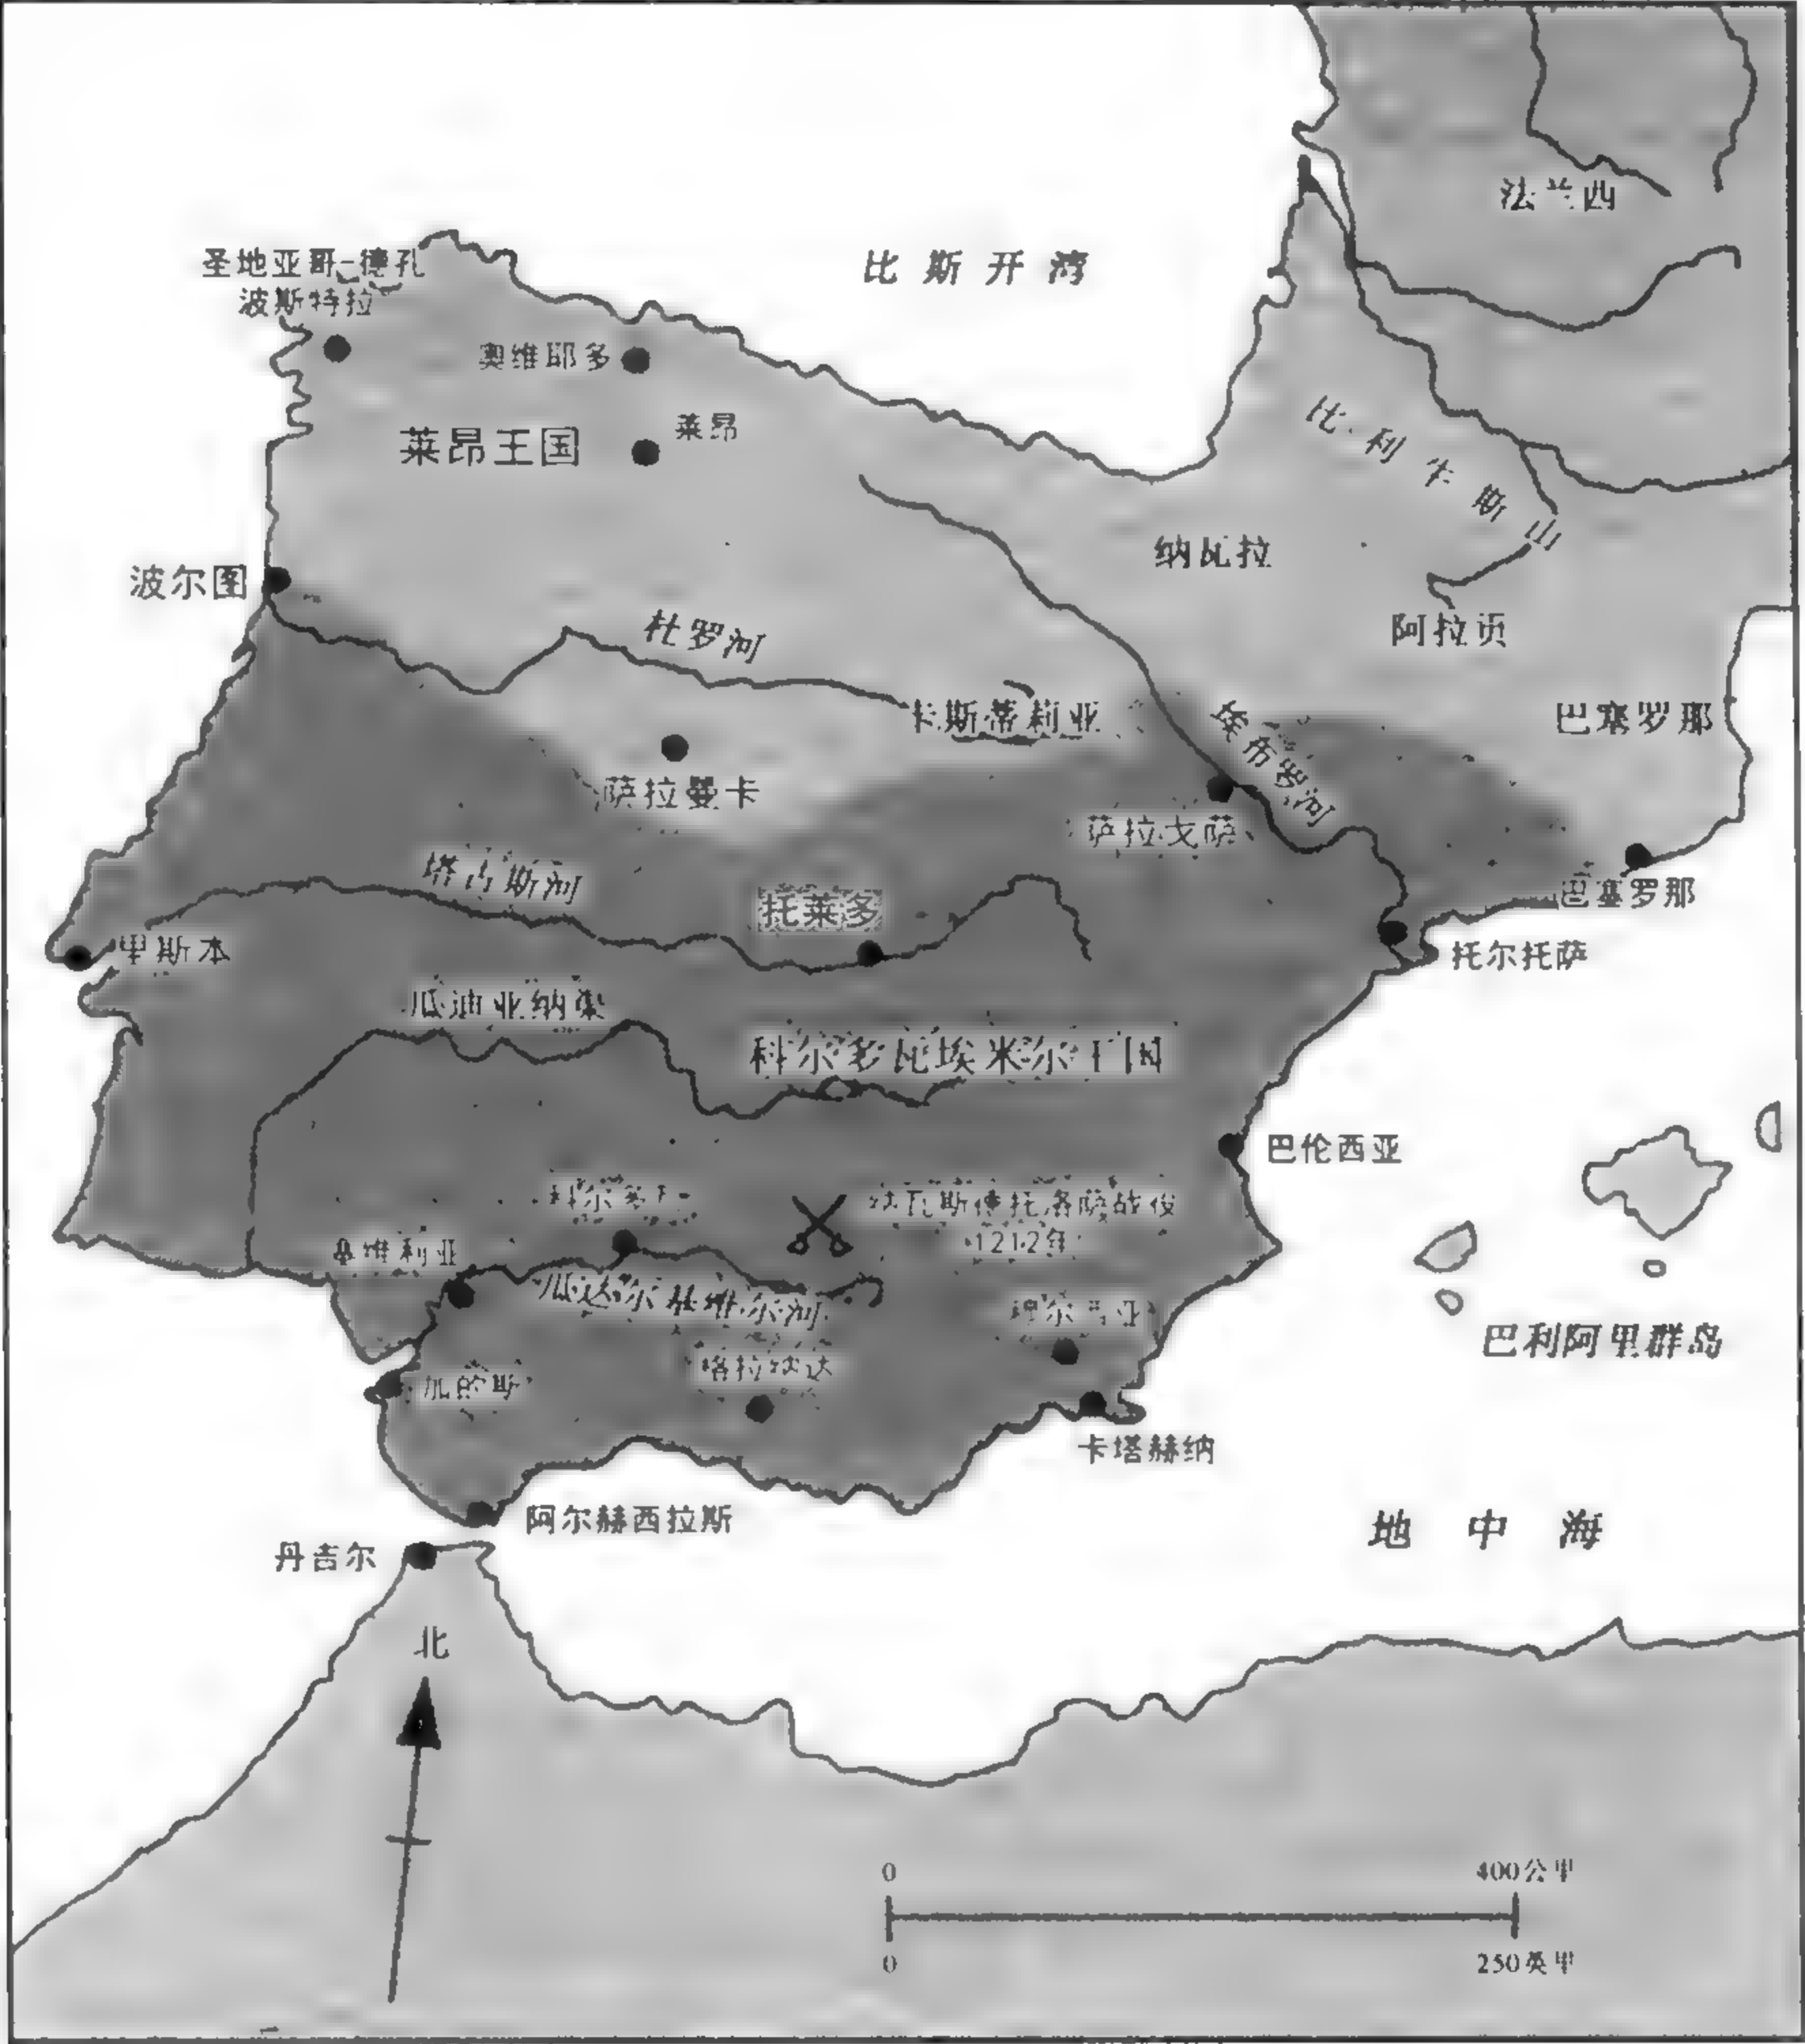 法兰西
比斯开湾
圣地亚哥-德孔
波斯特拉
奥维耶多
莱昂
莱昂王国
比利牛斯山
纳瓦拉
波尔图
阿拉贡
杜罗河
卡斯蒂利亚
埃布罗河
巴塞罗那
萨拉曼卡
萨拉戈萨
塔古斯河
托莱多
巴塞罗那
里斯本
托尔托萨
瓜迪亚纳
科尔多瓦埃米尔王国
巴伦西亚
科尔多瓦
纳瓦斯德托洛萨战役
1212年
塞维利亚
瓜达尔基维尔河
巴利阿里群岛
格拉纳达
加的斯
卡塔赫纳
阿尔赫西拉斯
地中海
丹吉尔
北
0
400公里
0
250英里